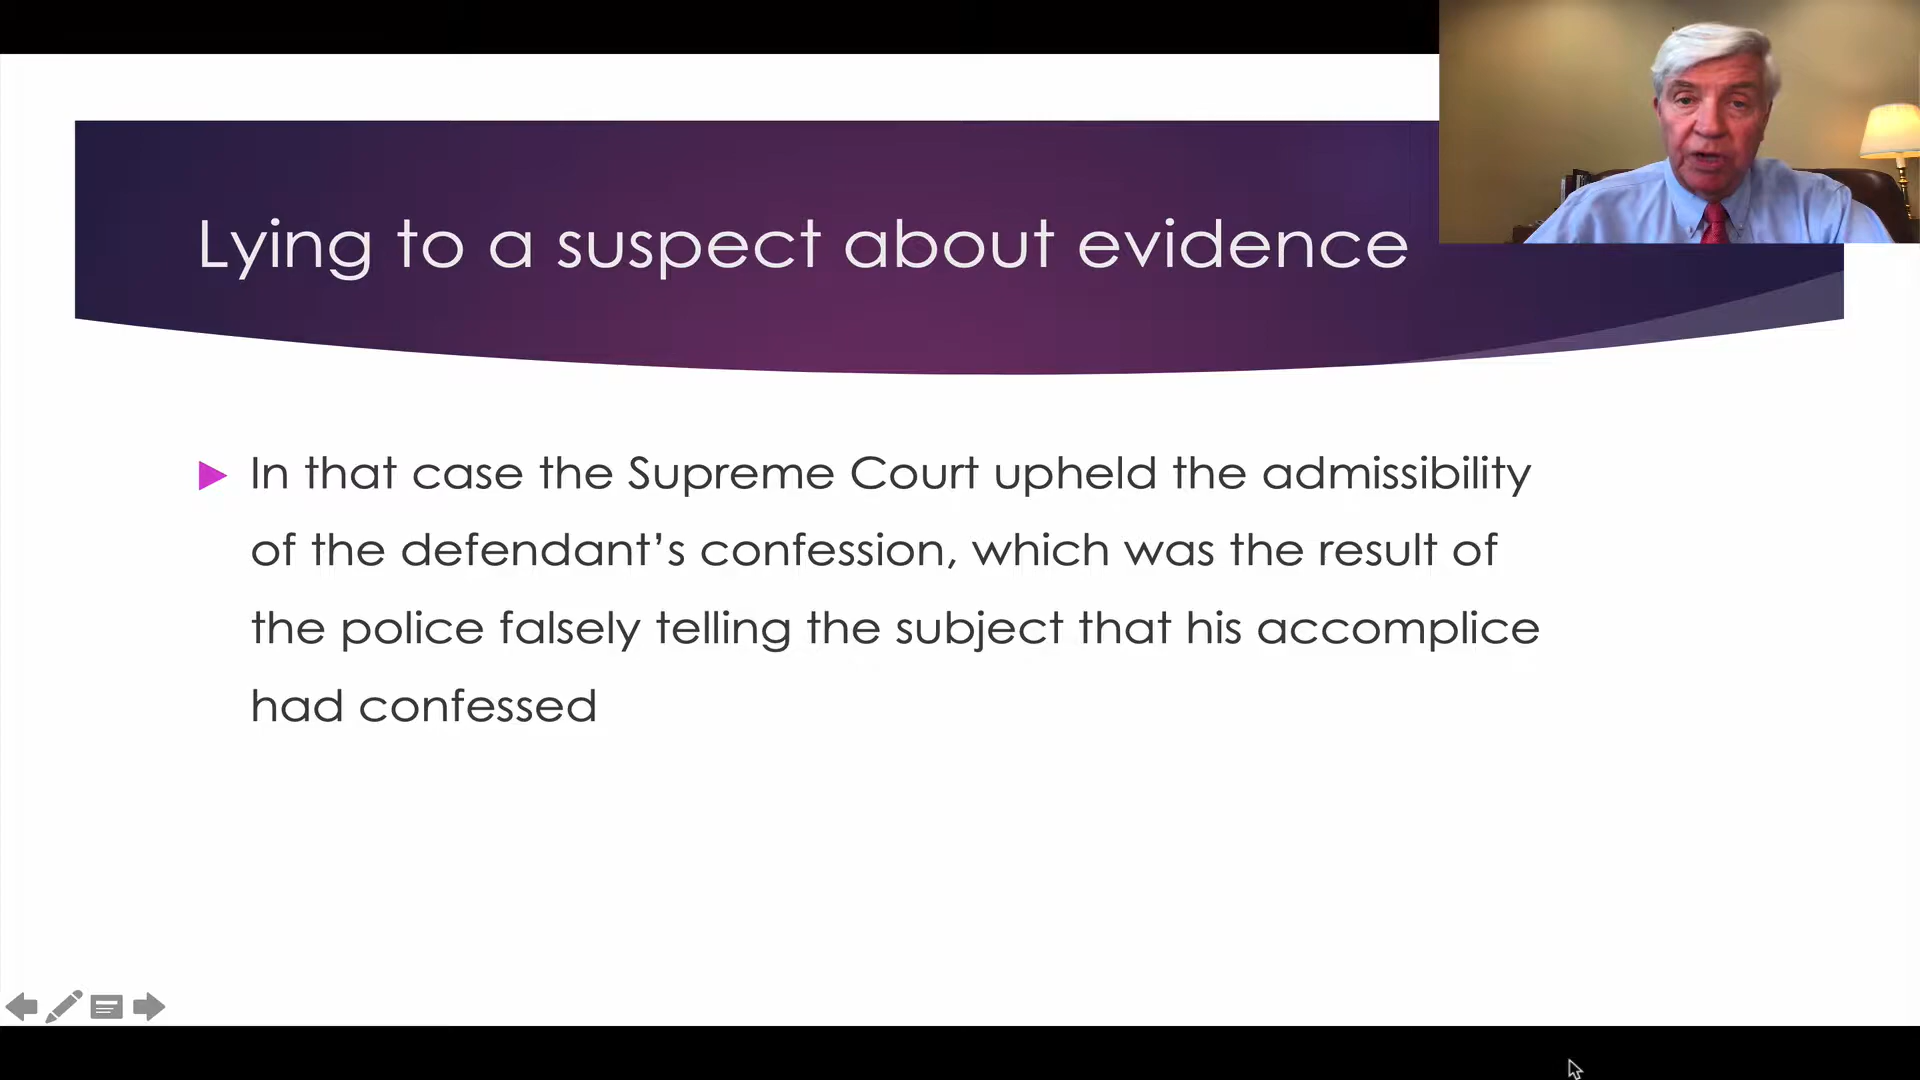 Lying to a suspect about evidence
In that case the Supreme Court upheld the admissibility
of the defendant’s confession, which was the result of
the police falsely telling the subject that his accomplice
had confessed